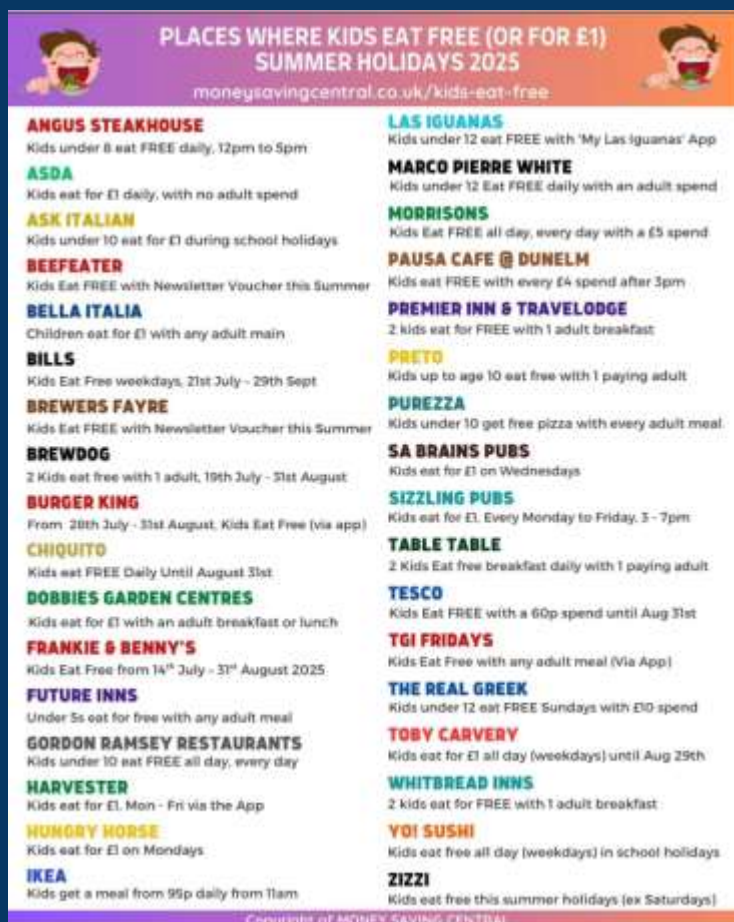 PLACES WHERE KIDS EAT FREE (OR FOR £1)
SUMMER HOLIDAYS 2025
moneysavingcentral.co.uk/kids-eat-free
ANGUS STEAKHOUSE
Kids under 8 eat FREE daily, 12pm to 5pm
ASDA
Kids eat for £1 daily, with no adult spend
ASK ITALIAN
Kids under 10 eat for £1 during school holidays
BEEFEATER
Kids Eat FREE with Newsletter Voucher this Summer
BELLA ITALIA
Children eat for £1 with any adult main
BILLS
Kids Eat Free weekdays, 21st July - 29th Sept
BREWERS FAYRE
Kids Eat FREE with Newsletter Voucher this Summer
BREWDOG
2 Kids eat free with 1 adult, 19th July - 31st August
BURGER KING
From 28th July - 31st August, Kids Eat Free (via app)
CHIQUITO
Kids eat FREE Daily Until August 31st
DOBBIES GARDEN CENTRES
Kids eat for £1 with an adult breakfast or lunch
FRANKIE & BENNY'S
Kids Eat Free from 14th July - 31st August 2025
FUTURE INNS
Under 5s eat for free with any adult meal
GORDON RAMSEY RESTAURANTS
Kids under 10 eat FREE all day, every day
HARVESTER
Kids eat for £1, Mon - Fri via the App
HUNGRY HORSE
Kids eat for £1 on Mondays
IKEA
Kids get a meal from 95p daily from 11am
LAS IGUANAS
Kids under 12 eat FREE with 'My Las Iguanas' App
MARCO PIERRE WHITE
Kids under 12 Eat FREE daily with an adult spend
MORRISONS
Kids Eat FREE all day, every day with a £5 spend
PAUSA CAFE @ DUNELM
Kids eat FREE with every £4 spend after 3pm
PREMIER INN & TRAVELODGE
2 kids eat for FREE with 1 adult breakfast
PRETO
Kids up to age 10 eat free with 1 paying adult
PUREZZA
Kids under 10 get free pizza with every adult meal
SA BRAINS PUBS
Kids eat for £1 on Wednesdays
SIZZLING PUBS
Kids eat for £1, Every Monday to Friday, 3 - 7pm
TABLE TABLE
2 Kids Eat free breakfast daily with 1 paying adult
TESCO
Kids Eat FREE with a 60p spend until Aug 31st
TGI FRIDAYS
Kids Eat Free with any adult meal (Via App)
THE REAL GREEK
Kids under 12 eat FREE Sundays with £10 spend
TOBY CARVERY
Kids eat for £1 all day (weekdays) until Aug 29th
WHITBREAD INNS
2 kids eat for FREE with 1 adult breakfast
YO! SUSHI
Kids eat free all day (weekdays) in school holidays
ZIZZI
Kids eat free this summer holidays (ex Saturdays)
Copyright of MONEY SAVING CENTRAL